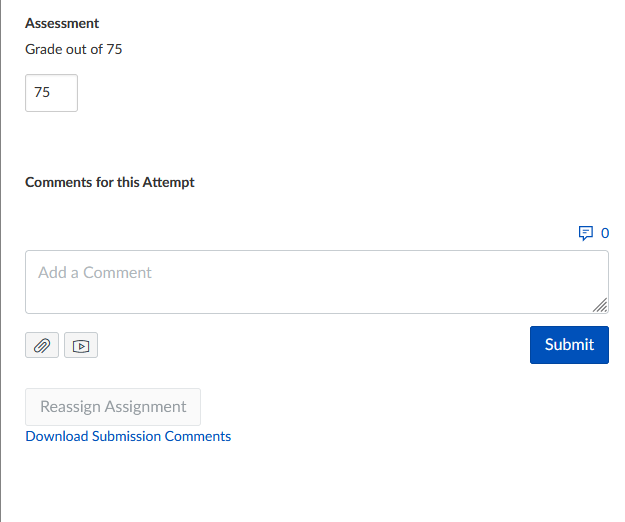 Assessment
Grade out of 75
75
Comments for this Attempt
0
Add a Comment
Submit
Reassign Assignment
Download Submission Comments